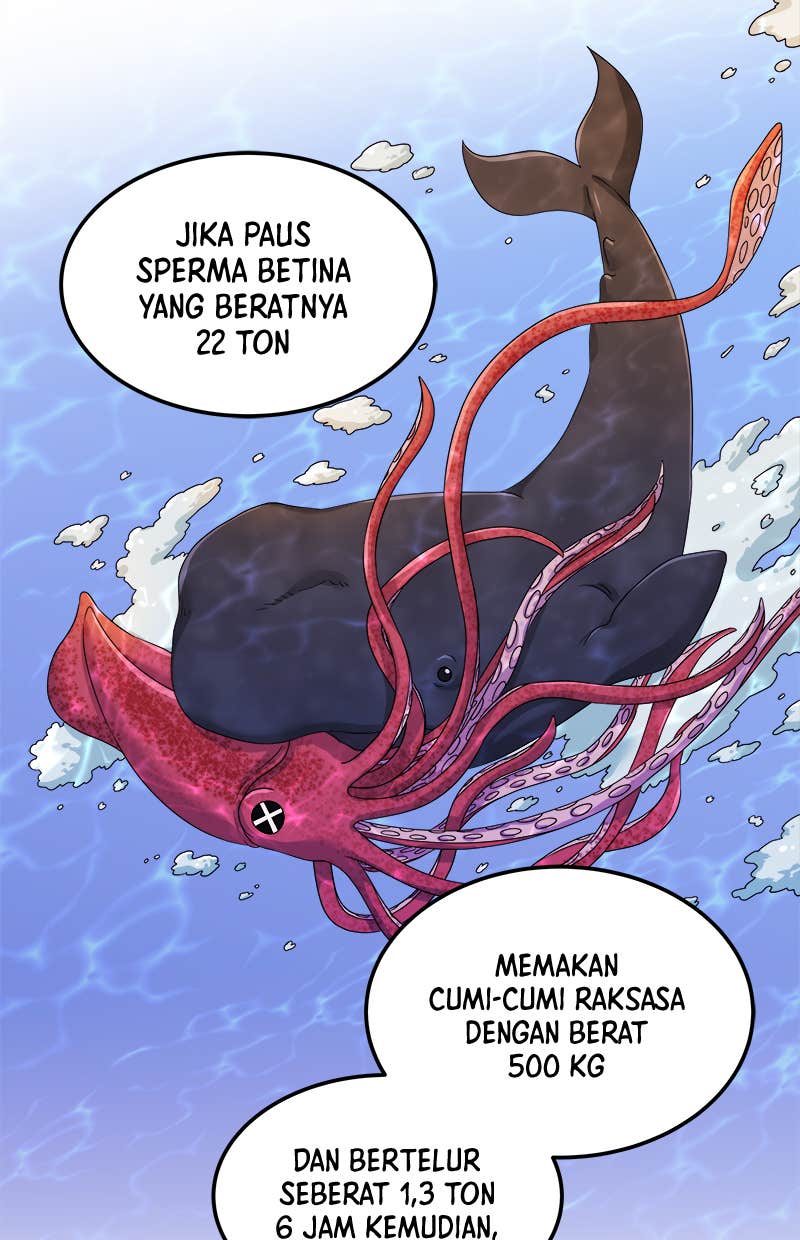 JIKA PAUS
SPERMA BETINA
YANG BERATNYA
22 TON
MEMAKAN
CUMI-CUMI RAKSASA
DENGAN BERAT
500 KG
DAN BERTELUR
SEBERAT 1,3 TON
6 JAM KEMUDIAN,